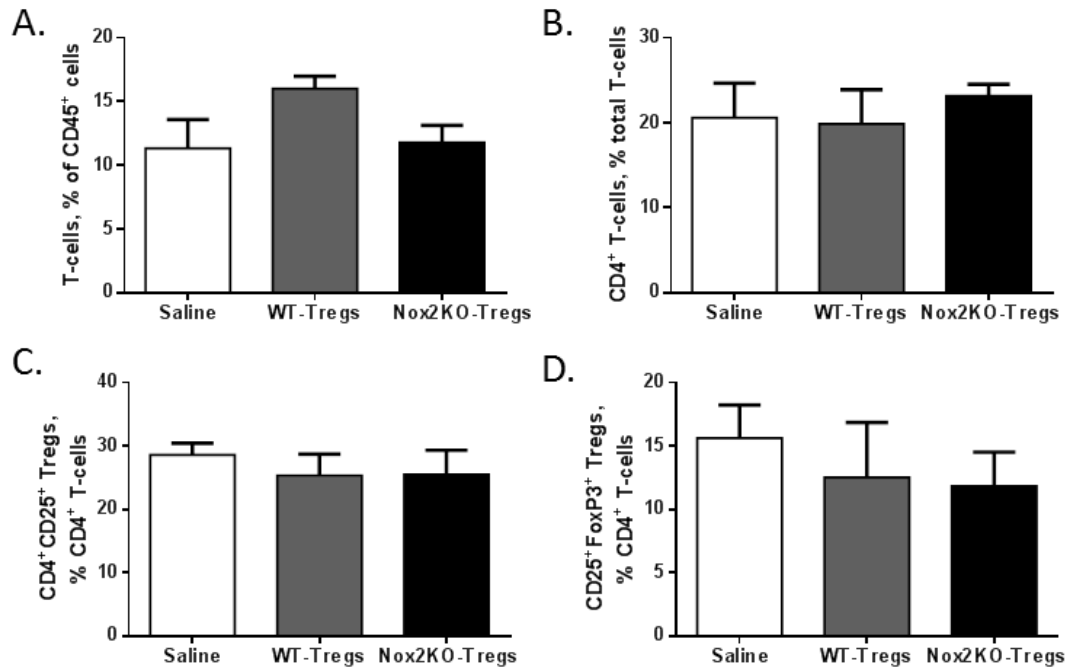 A.
T-cells, % of CD45⁺ cells
20
15
10
5
0
Saline
WT-Tregs
Nox2KO-Tregs
B.
CD4⁺ T-cells, % total T-cells
30
20
10
0
Saline
WT-Tregs
Nox2KO-Tregs
C.
CD4⁺CD25⁺ Tregs,
% CD4⁺ T-cells
40
30
20
10
0
Saline
WT-Tregs
Nox2KO-Tregs
D.
CD25⁺FoxP3⁺ Tregs,
% CD4⁺ T-cells
20
15
10
5
0
Saline
WT-Tregs
Nox2KO-Tregs